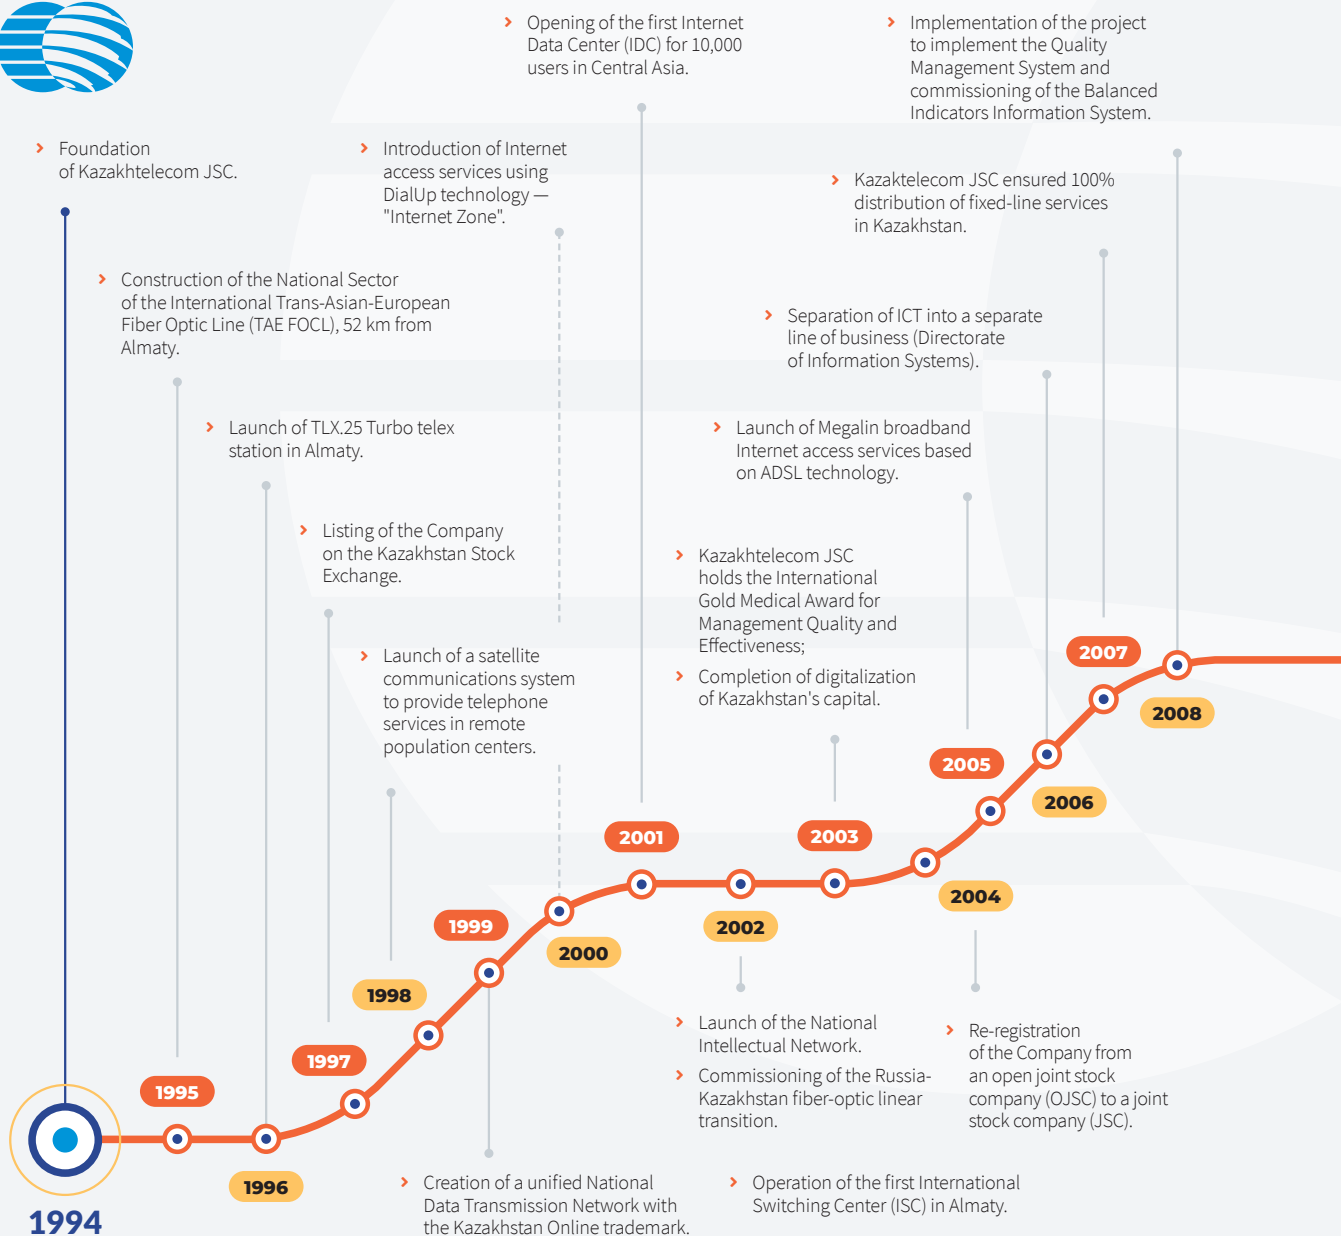 Opening of the first Internet
Data Center (IDC) for 10,000
users in Central Asia.
Implementation of the project
to implement the Quality
Management System and
commissioning of the Balanced
Indicators Information System.
Foundation
of Kazakhtelecom JSC.
Introduction of Internet
access services using
DialUp technology —
"Internet Zone".
Kazaktelecom JSC ensured 100%
distribution of fixed-line services
in Kazakhstan.
Construction of the National Sector
of the International Trans-Asian-European
Fiber Optic Line (TAE FOCL), 52 km from
Almaty.
Separation of ICT into a separate
line of business (Directorate
of Information Systems).
Launch of TLX.25 Turbo telex
station in Almaty.
Launch of Megalin broadband
Internet access services based
on ADSL technology.
Listing of the Company
on the Kazakhstan Stock
Exchange.
Kazakhtelecom JSC
holds the International
Gold Medical Award for
Management Quality and
Effectiveness;
Completion of digitalization
of Kazakhstan's capital.
Launch of a satellite
communications system
to provide telephone
services in remote
population centers.
2007
2008
2005
2006
2001
2003
2004
2002
1999
2000
1998
1997
1995
1996
1994
Launch of the National
Intellectual Network.
Commissioning of the Russia-
Kazakhstan fiber-optic linear
transition.
Re-registration
of the Company from
an open joint stock
company (OJSC) to a joint
stock company (JSC).
Creation of a unified National
Data Transmission Network with
the Kazakhstan Online trademark.
Operation of the first International
Switching Center (ISC) in Almaty.